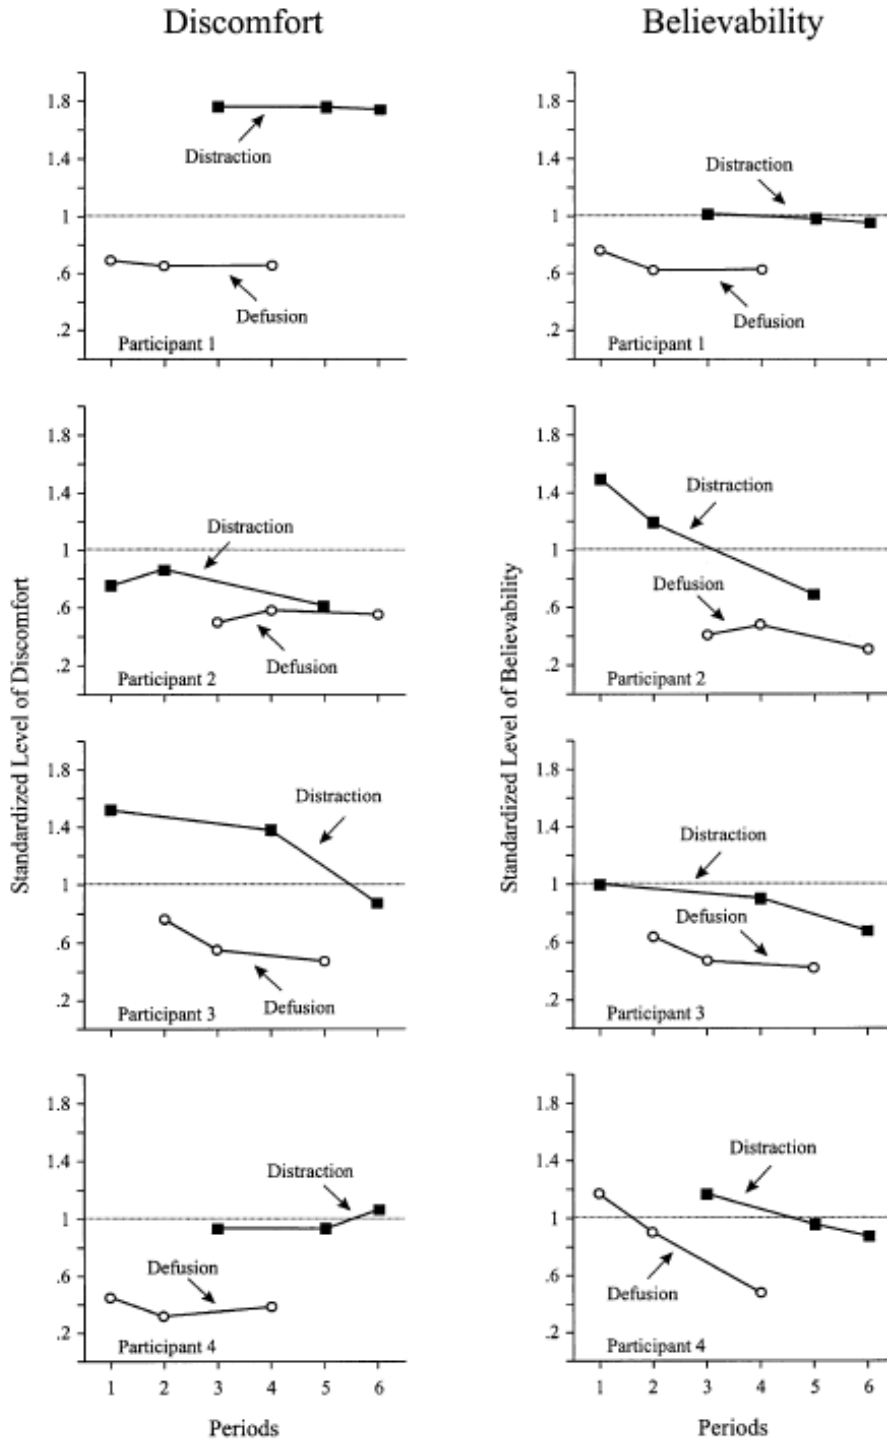 Discomfort
Believability
Standardized Level of Discomfort
Standardized Level of Believability
1.8
1.4
1
.6
.2
Distraction
Defusion
Participant 1
1.8
1.4
1
.6
.2
Distraction
Defusion
Participant 1
1.8
1.4
1
.6
.2
Distraction
Defusion
Participant 2
1.8
1.4
1
.6
.2
Distraction
Defusion
Participant 2
1.8
1.4
1
.6
.2
Distraction
Defusion
Participant 3
1.8
1.4
1
.6
.2
Distraction
Defusion
Participant 3
1.8
1.4
1
.6
.2
Distraction
Defusion
Participant 4
1 2 3 4 5 6
Periods
1.8
1.4
1
.6
.2
Distraction
Defusion
Participant 4
1 2 3 4 5 6
Periods